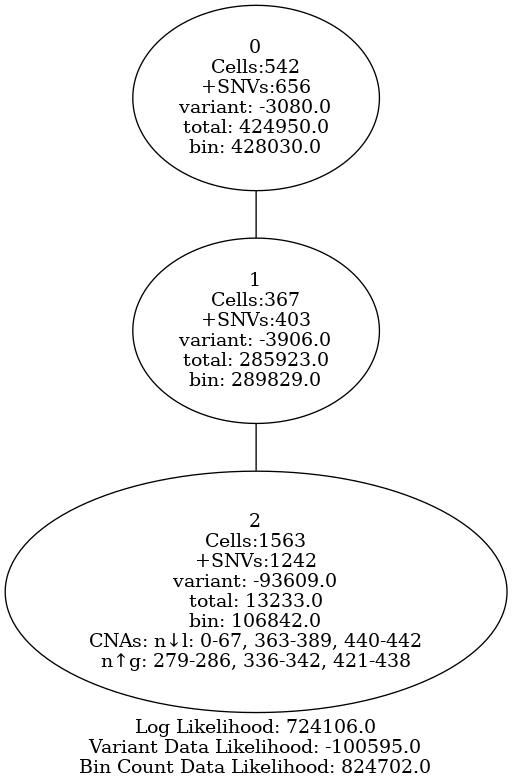 0
Cells:542
+SNVs:656
variant: -3080.0
total: 424950.0
bin: 428030.0
1
Cells:367
+SNVs:403
variant: -3906.0
total: 285923.0
bin: 289829.0
2
Cells:1563
+SNVs:1242
variant: -93609.0
total: 13233.0
bin: 106842.0
CNAs: n↓l: 0-67, 363-389, 440-442
n↑g: 279-286, 336-342, 421-438
Log Likelihood: 724106.0
Variant Data Likelihood: -100595.0
Bin Count Data Likelihood: 824702.0